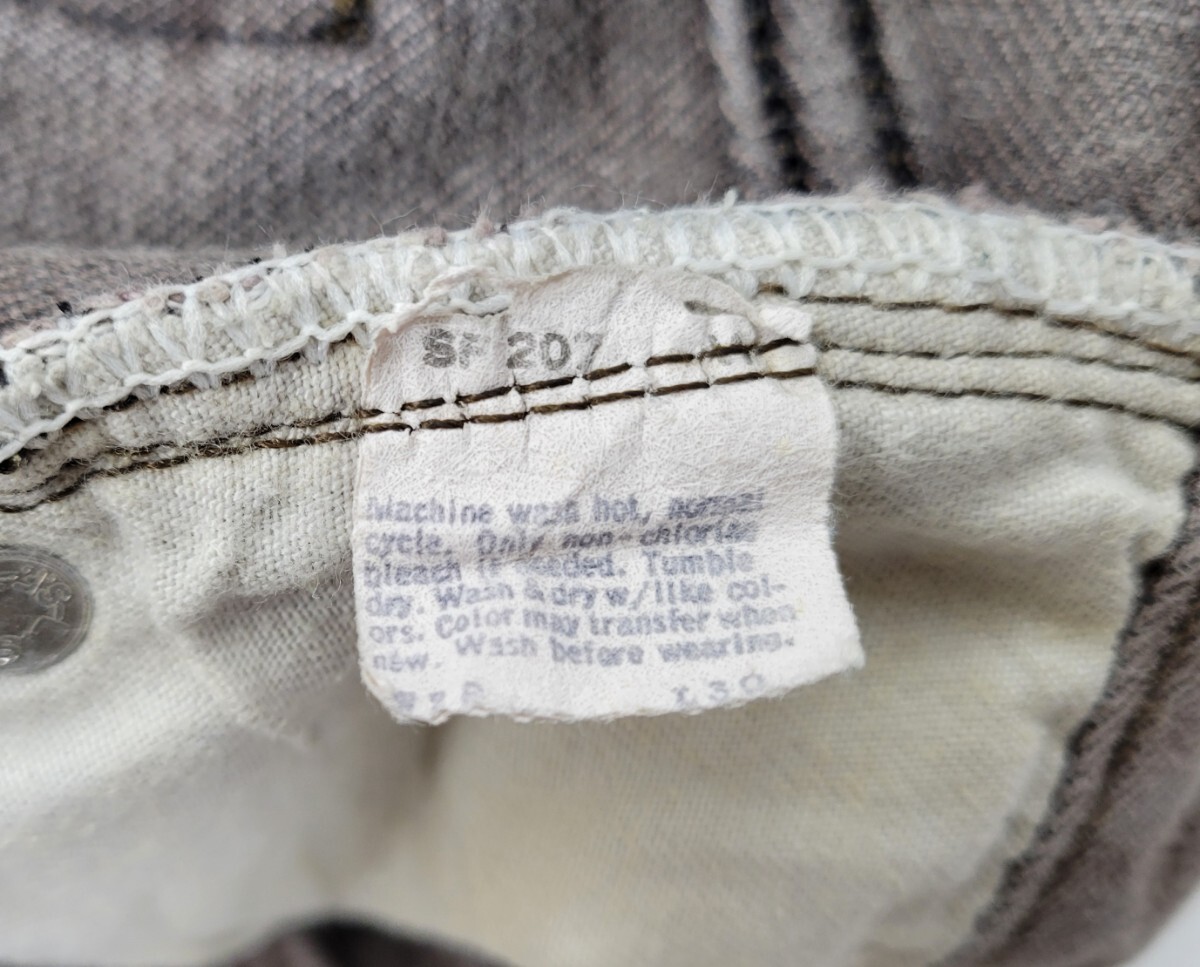 SF 207
Machine wash hot, normal
cycle. Only non-chlorine
bleach if needed. Tumble
dry. Wash & dry w/like col-
ors. Color may transfer when
new. Wash before wearing.